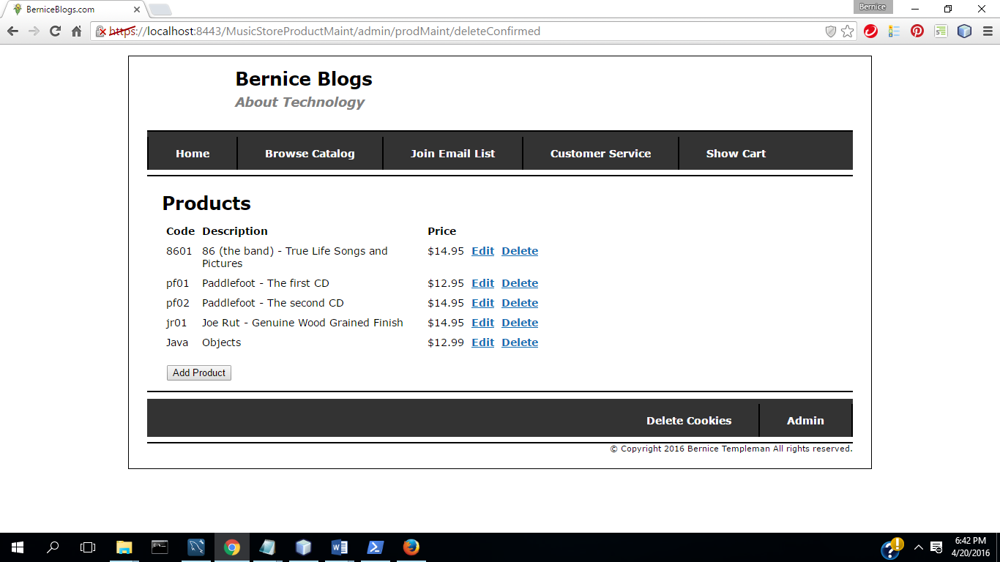 BerniceBlogs.com
Bernice
https://localhost:8443/MusicStoreProductMaint/admin/prodMaint/deleteConfirmed
Bernice Blogs
About Technology
Home Browse Catalog Join Email List Customer Service Show Cart
Products
Code Description Price
8601 86 (the band) - True Life Songs and $14.95 Edit Delete
Pictures
pf01 Paddlefoot - The first CD $12.95 Edit Delete
pf02 Paddlefoot - The second CD $14.95 Edit Delete
jr01 Joe Rut - Genuine Wood Grained Finish $14.95 Edit Delete
Java Objects $12.99 Edit Delete
Add Product
Delete Cookies Admin
© Copyright 2016 Bernice Templeman All rights reserved.
6:42 PM
4/20/2016